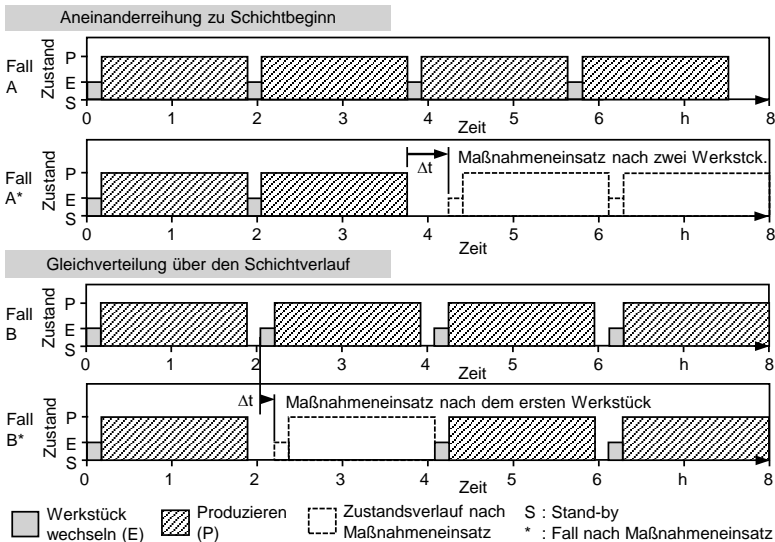 Aneinanderreihung zu Schichtbeginn
Fall A
Zustand
P
E
S
0 1 2 3 4 5 6 h 8
Zeit
Fall A*
Zustand
P
E
S
Δt
Maßnahmeneinsatz nach zwei Werkstck.
0 1 2 3 4 5 6 h 8
Zeit
Gleichverteilung über den Schichtverlauf
Fall B
Zustand
P
E
S
0 1 2 3 4 5 6 h 8
Zeit
Fall B*
Zustand
P
E
S
Δt
Maßnahmeneinsatz nach dem ersten Werkstück
0 1 2 3 4 5 6 h 8
Zeit
Werkstück
wechseln (E)
Produzieren
(P)
Zustandsverlauf nach
Maßnahmeneinsatz
S : Stand-by
* : Fall nach Maßnahmeneinsatz